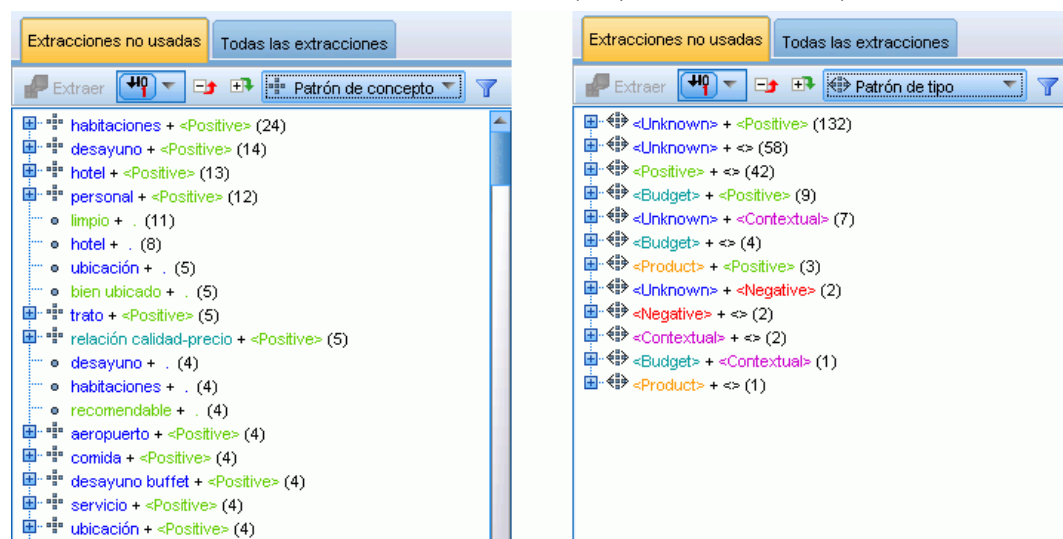 Extracciones no usadas Todas las extracciones
Extraer Patrón de concepto
habitaciones + <Positive> (24)
desayuno + <Positive> (14)
hotel + <Positive> (13)
personal + <Positive> (12)
limpio + . (11)
hotel + . (8)
ubicación + . (5)
bien ubicado + . (5)
trato + <Positive> (5)
relación calidad-precio + <Positive> (5)
desayuno + . (4)
habitaciones + . (4)
recomendable + . (4)
aeropuerto + <Positive> (4)
comida + <Positive> (4)
desayuno buffet + <Positive> (4)
servicio + <Positive> (4)
ubicación + <Positive> (4)
Extracciones no usadas Todas las extracciones
Extraer Patrón de tipo
<Unknown> + <Positive> (132)
<Unknown> + <> (58)
<Positive> + <> (42)
<Budget> + <Positive> (9)
<Unknown> + <Contextual> (7)
<Budget> + <> (4)
<Product> + <Positive> (3)
<Unknown> + <Negative> (2)
<Negative> + <> (2)
<Contextual> + <> (2)
<Budget> + <Contextual> (1)
<Product> + <> (1)